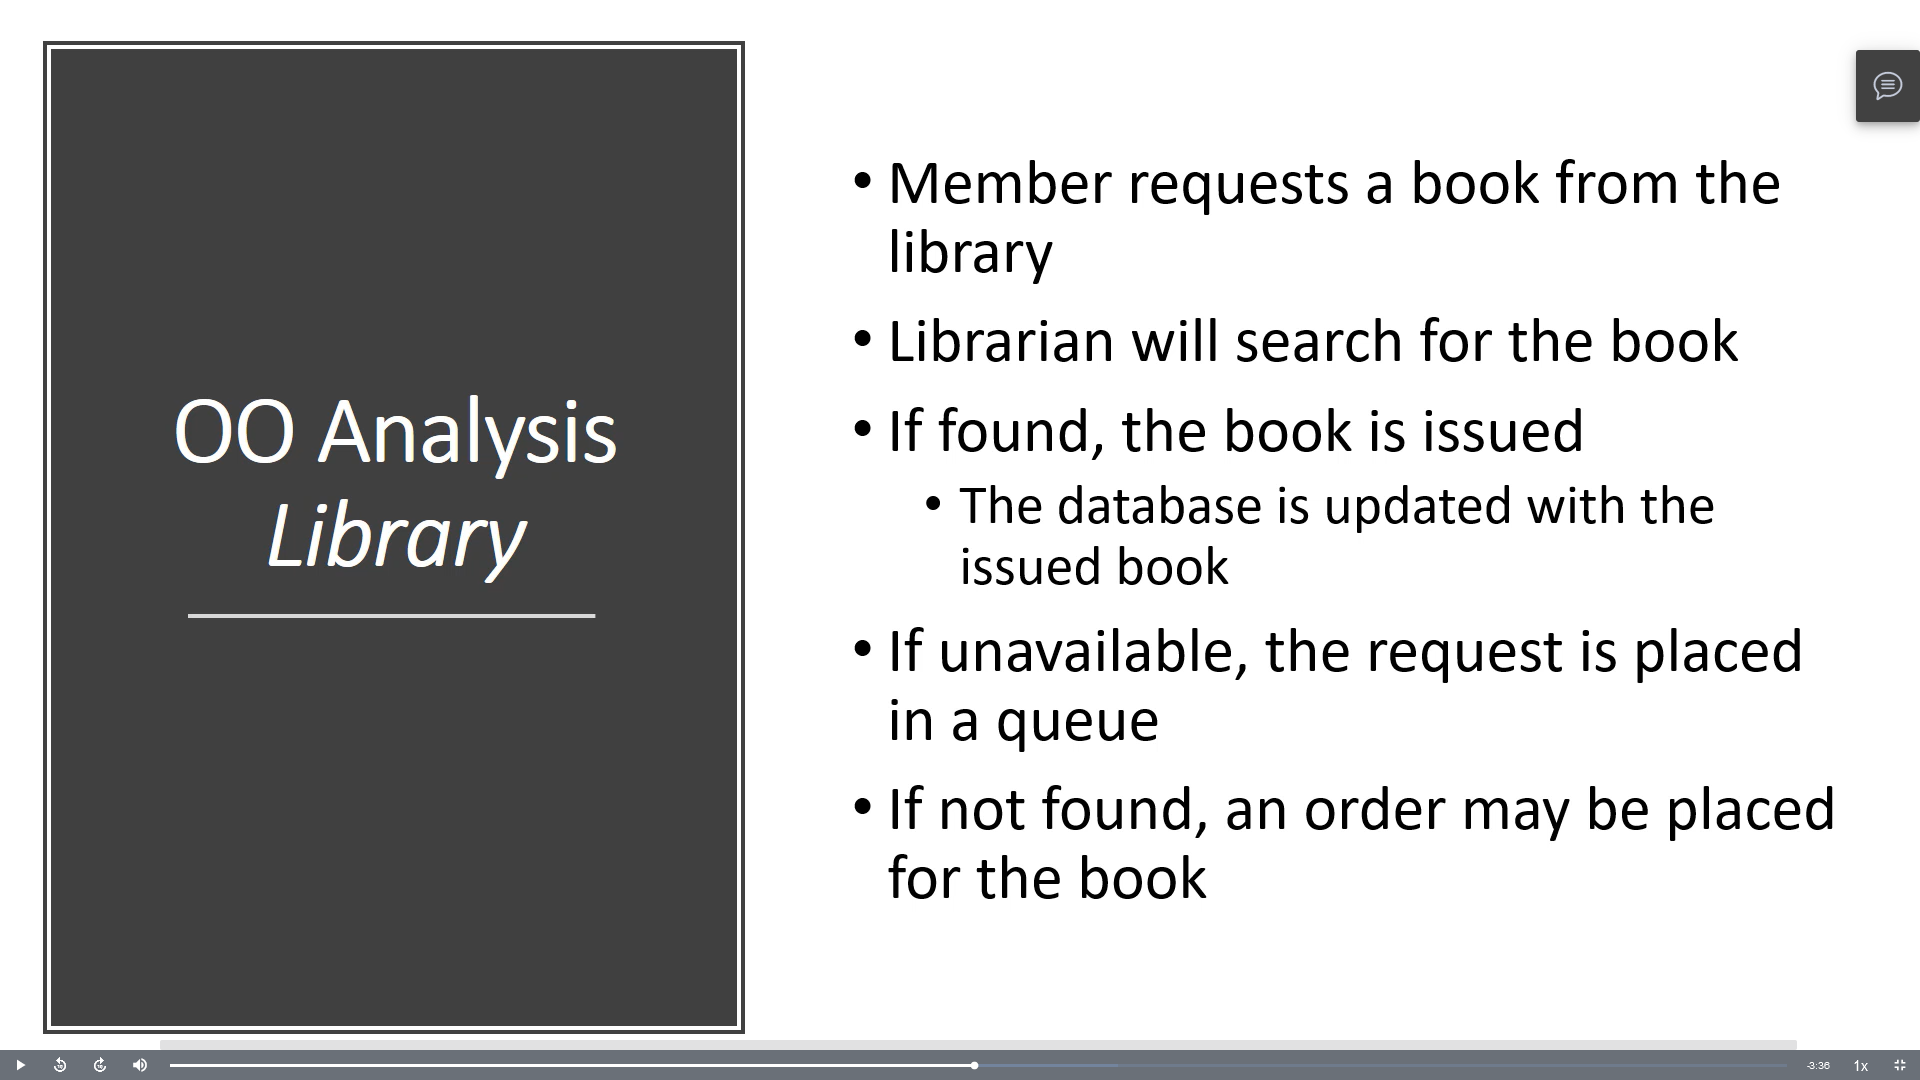 OO Analysis
Library
• Member requests a book from the
library
• Librarian will search for the book
• If found, the book is issued
• The database is updated with the
issued book
• If unavailable, the request is placed
in a queue
• If not found, an order may be placed
for the book
-3:36 1x